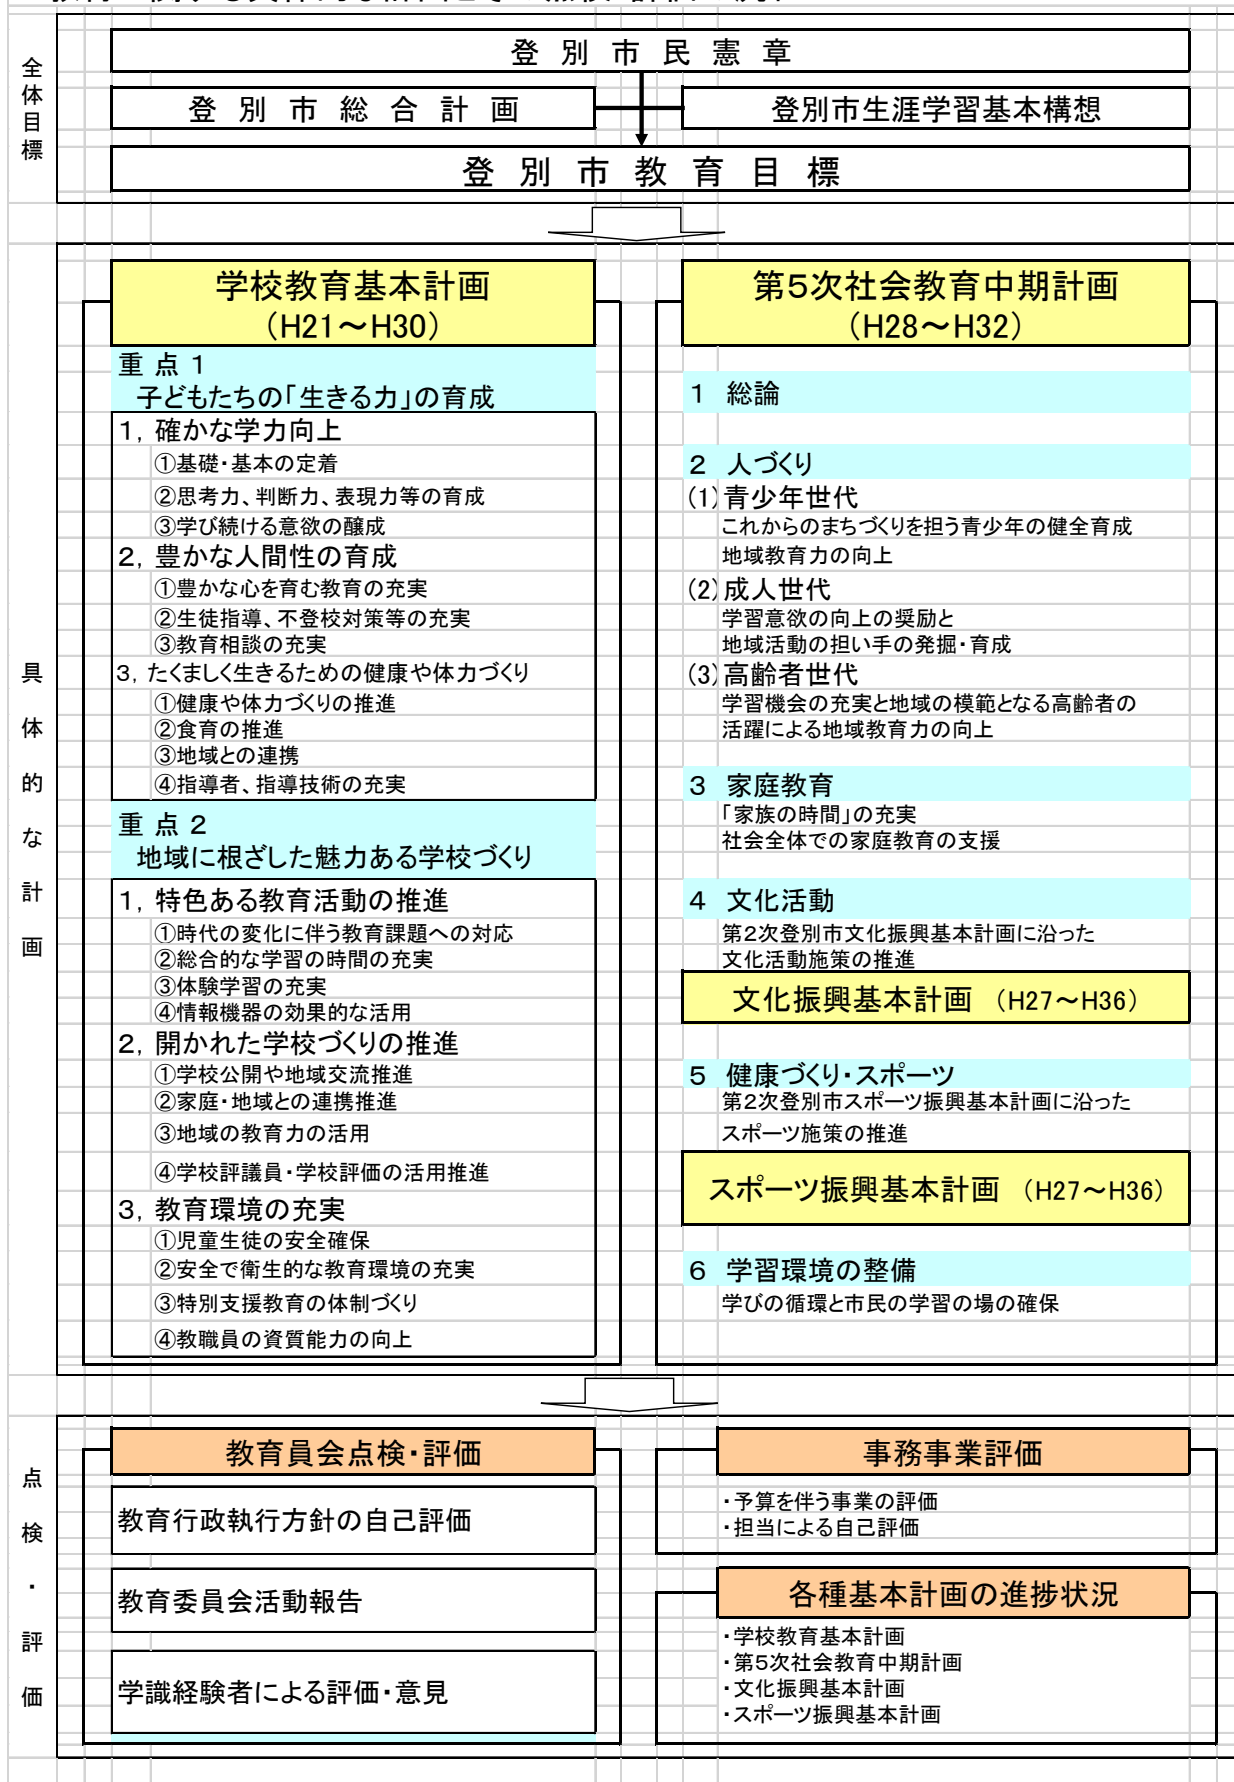 全体目標
登別市民憲章
登別市総合計画
登別市生涯学習基本構想
登別市教育目標
具体的な計画
学校教育基本計画
（H21～H30）
重点１
子どもたちの「生きる力」の育成
1, 確かな学力向上
①基礎・基本の定着
②思考力、判断力、表現力等の育成
③学び続ける意欲の醸成
2, 豊かな人間性の育成
①豊かな心を育む教育の充実
②生徒指導、不登校対策等の充実
③教育相談の充実
3, たくましく生きるための健康や体力づくり
①健康や体力づくりの推進
②食育の推進
③地域との連携
④指導者、指導技術の充実
重点２
地域に根ざした魅力ある学校づくり
1, 特色ある教育活動の推進
①時代の変化に伴う教育課題への対応
②総合的な学習の時間の充実
③体験学習の充実
④情報機器の効果的な活用
2, 開かれた学校づくりの推進
①学校公開や地域交流推進
②家庭・地域との連携推進
③地域の教育力の活用
④学校評議員・学校評価の活用推進
3, 教育環境の充実
①児童生徒の安全確保
②安全で衛生的な教育環境の充実
③特別支援教育の体制づくり
④教職員の資質能力の向上
第５次社会教育中期計画
（H28～H32）
１ 総論
２ 人づくり
(1) 青少年世代
これからのまちづくりを担う青少年の健全育成
地域教育力の向上
(2) 成人世代
学習意欲の向上の奨励と
地域活動の担い手の発掘・育成
(3) 高齢者世代
学習機会の充実と地域の模範となる高齢者の
活躍による地域教育力の向上
３ 家庭教育
「家族の時間」の充実
社会全体での家庭教育の支援
４ 文化活動
第２次登別市文化振興基本計画に沿った
文化活動施策の推進
文化振興基本計画 （H27～H36）
５ 健康づくり・スポーツ
第２次登別市スポーツ振興基本計画に沿った
スポーツ施策の推進
スポーツ振興基本計画 （H27～H36）
６ 学習環境の整備
学びの循環と市民の学習の場の確保
点検・評価
教育員会点検・評価
教育行政執行方針の自己評価
教育委員会活動報告
学識経験者による評価・意見
事務事業評価
・予算を伴う事業の評価
・担当による自己評価
各種基本計画の進捗状況
・学校教育基本計画
・第５次社会教育中期計画
・文化振興基本計画
・スポーツ振興基本計画